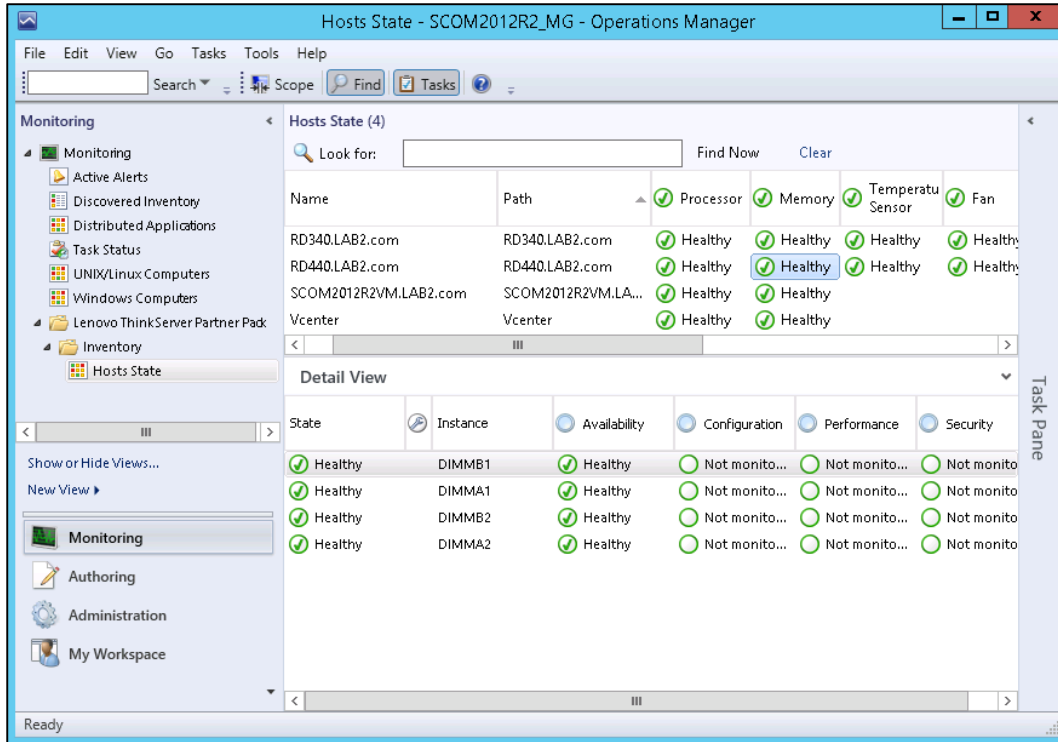 Hosts State - SCOM2012R2_MG - Operations Manager
File Edit View Go Tasks Tools Help
Search Scope Find Tasks
Monitoring
Monitoring
Active Alerts
Discovered Inventory
Distributed Applications
Task Status
UNIX/Linux Computers
Windows Computers
Lenovo ThinkServer Partner Pack
Inventory
Hosts State
Show or Hide Views...
New View
Monitoring
Authoring
Administration
My Workspace
Hosts State (4)
Look for: Find Now Clear
Name Path Processor Memory Temperatu Sensor Fan
RD340.LAB2.com RD340.LAB2.com Healthy Healthy Healthy Healthy
RD440.LAB2.com RD440.LAB2.com Healthy Healthy Healthy Healthy
SCOM2012R2VM.LAB2.com SCOM2012R2VM.LA... Healthy Healthy
Vcenter Vcenter Healthy Healthy
Detail View
State Instance Availability Configuration Performance Security
Healthy DIMMB1 Healthy Not monito... Not monito... Not monito
Healthy DIMMA1 Healthy Not monito... Not monito... Not monito
Healthy DIMMB2 Healthy Not monito... Not monito... Not monito
Healthy DIMMA2 Healthy Not monito... Not monito... Not monito
Task Pane
Ready